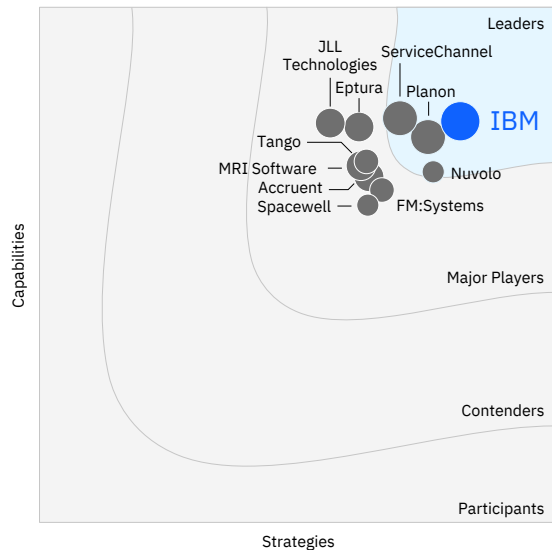 Leaders
JLL
Technologies
ServiceChannel
Eptura
Planon
IBM
Tango
MRI Software
Nuvolo
Accruent
Spacewell
FM:Systems
Capabilities
Major Players
Contenders
Participants
Strategies